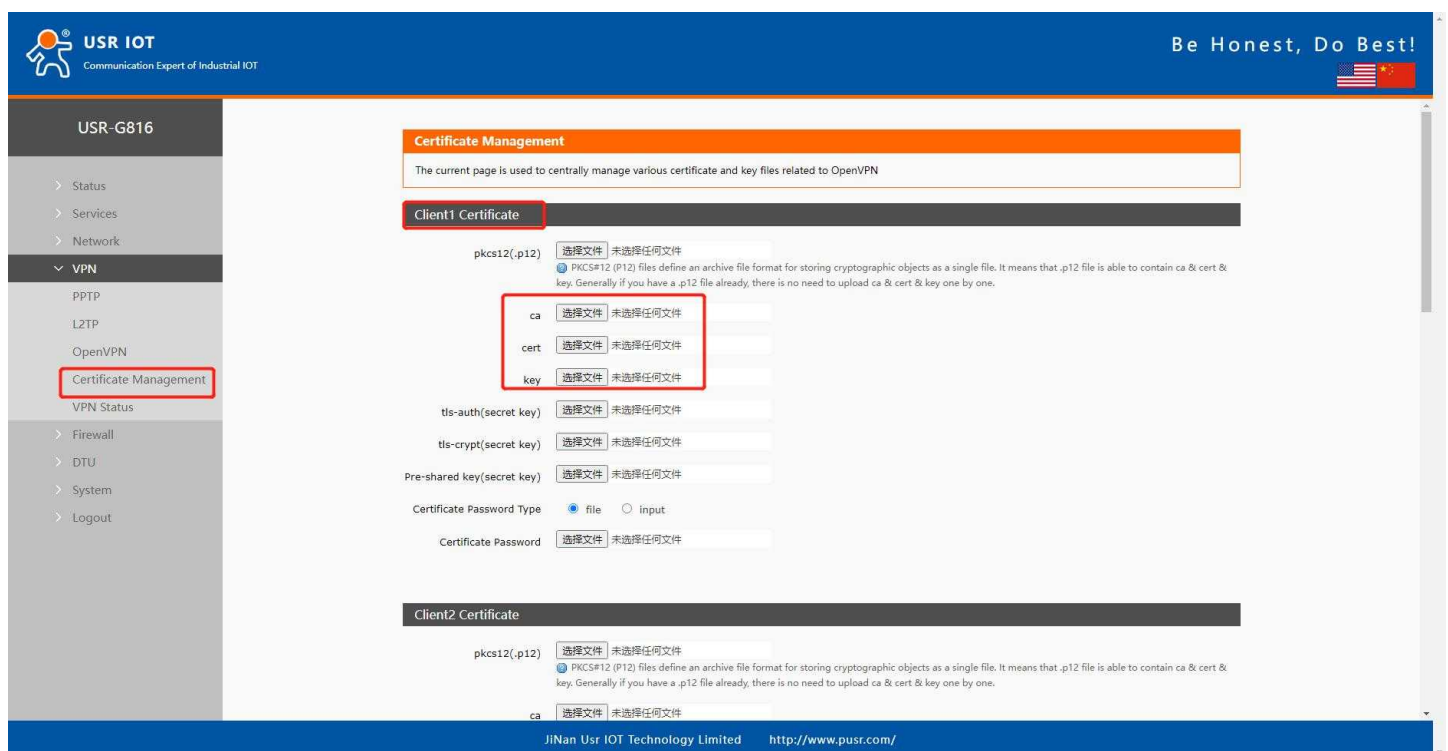 USR IOT
Communication Expert of Industrial IOT
Be Honest, Do Best!
USR-G816
Status
Services
Network
VPN
PPTP
L2TP
OpenVPN
Certificate Management
VPN Status
Firewall
DTU
System
Logout
Certificate Management
The current page is used to centrally manage various certificate and key files related to OpenVPN
Client1 Certificate
pkcs12(.p12) 选择文件 未选择任何文件
PKCS#12 (P12) files define an archive file format for storing cryptographic objects as a single file. It means that .p12 file is able to contain ca & cert &
key. Generally if you have a .p12 file already, there is no need to upload ca & cert & key one by one.
ca 选择文件 未选择任何文件
cert 选择文件 未选择任何文件
key 选择文件 未选择任何文件
tls-auth(secret key) 选择文件 未选择任何文件
tls-crypt(secret key) 选择文件 未选择任何文件
Pre-shared key(secret key) 选择文件 未选择任何文件
Certificate Password Type file input
Certificate Password 选择文件 未选择任何文件
Client2 Certificate
pkcs12(.p12) 选择文件 未选择任何文件
PKCS#12 (P12) files define an archive file format for storing cryptographic objects as a single file. It means that .p12 file is able to contain ca & cert &
key. Generally if you have a .p12 file already, there is no need to upload ca & cert & key one by one.
ca 选择文件 未选择任何文件
JiNan Usr IOT Technology Limited http://www.pusr.com/